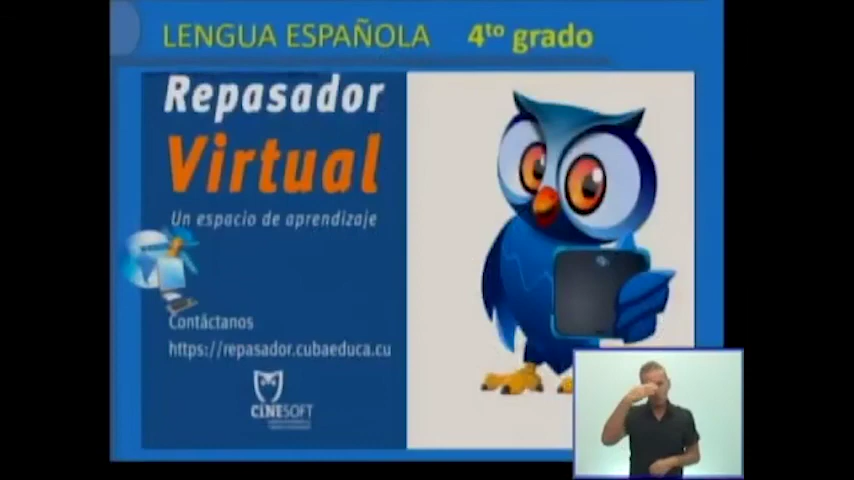 LENGUA ESPAÑOLA 4to grado
Repasador
Virtual
Un espacio de aprendizaje
Contáctanos
https://repasador.cubaeduca.cu
CINESOFT